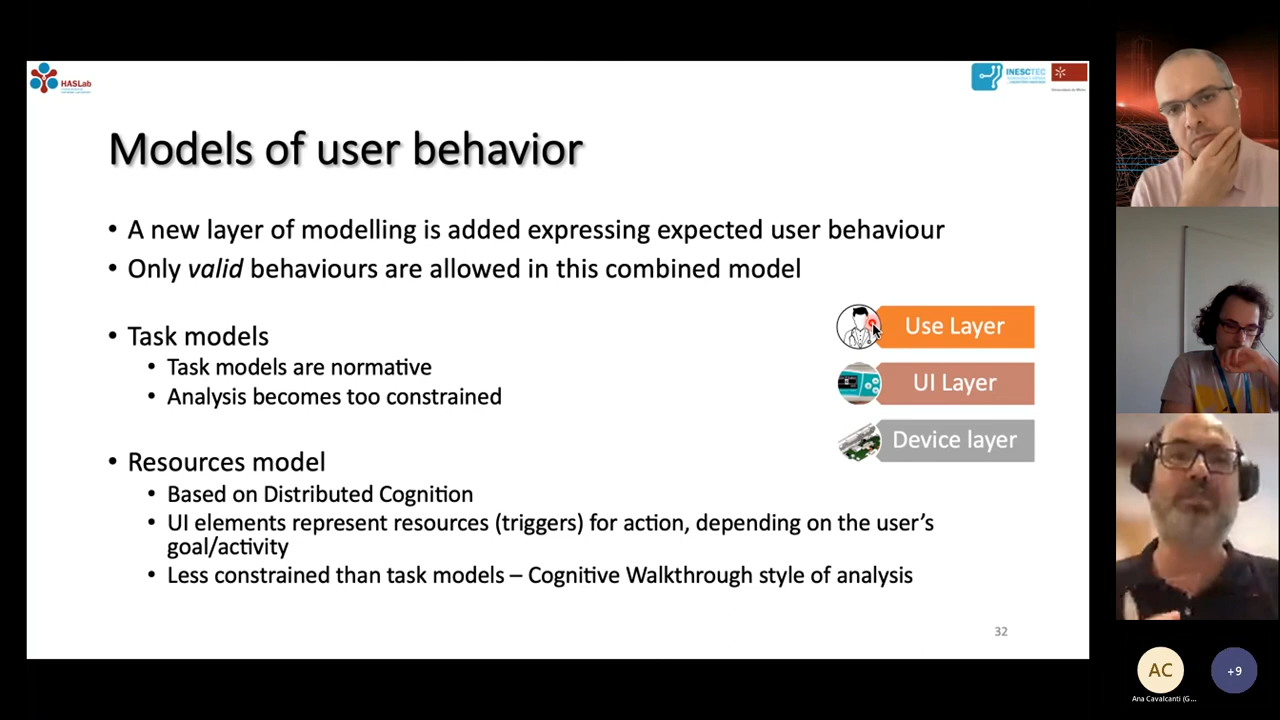 HASLab
INESCTEC
Models of user behavior
• A new layer of modelling is added expressing expected user behaviour
• Only valid behaviours are allowed in this combined model
• Task models
• Task models are normative
• Analysis becomes too constrained
Use Layer
UI Layer
Device layer
• Resources model
• Based on Distributed Cognition
• UI elements represent resources (triggers) for action, depending on the user's
goal/activity
• Less constrained than task models – Cognitive Walkthrough style of analysis
32
AC
+9
Ana Cavalcanti (G...